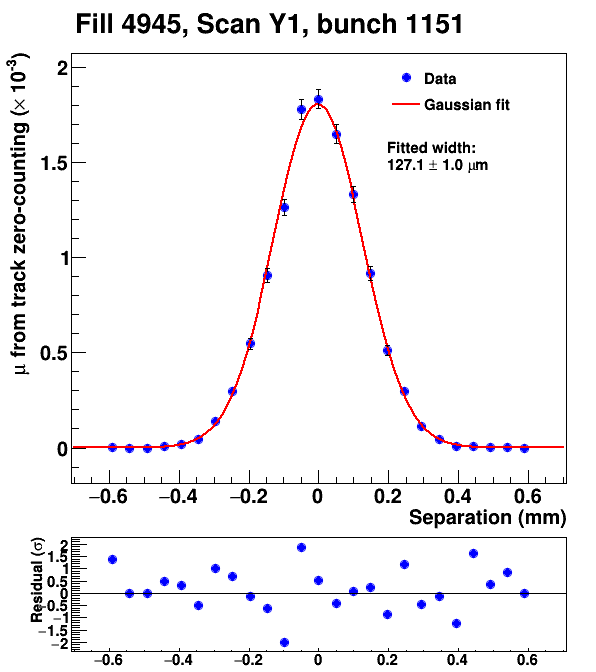 Fill 4945, Scan Y1, bunch 1151
μ from track zero-counting (× 10⁻³)
2
1.5
1
0.5
0
Data
Gaussian fit
Fitted width:
127.1 ± 1.0 μm
−0.6 −0.4 −0.2 0 0.2 0.4 0.6
Separation (mm)
Residual (σ)
2
1.5
1
0.5
0
−0.5
−1
−1.5
−2
−0.6 −0.4 −0.2 0 0.2 0.4 0.6